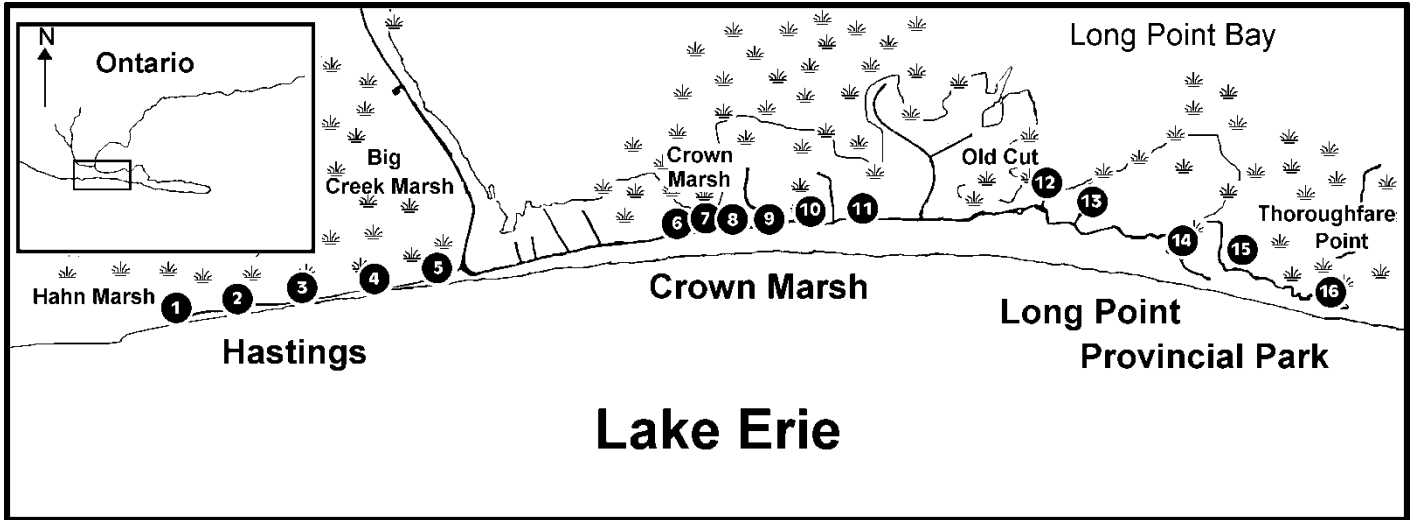 N
Ontario
Long Point Bay
Big
Creek Marsh
Crown
Marsh
Old Cut
Thoroughfare
Point
Hahn Marsh
1
2
3
4
5
6
7
8
9
10
11
12
13
14
15
16
Hastings
Crown Marsh
Long Point
Provincial Park
Lake Erie